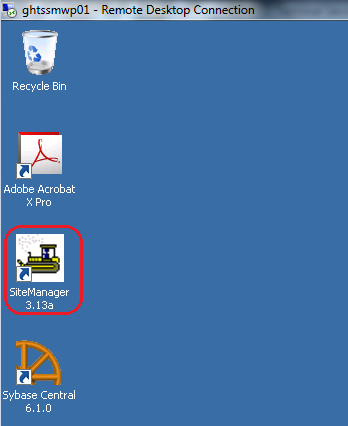 ghtssmwp01 - Remote Desktop Connection
Recycle Bin
Adobe Acrobat
X Pro
SiteManager
3.13a
Sybase Central
6.1.0